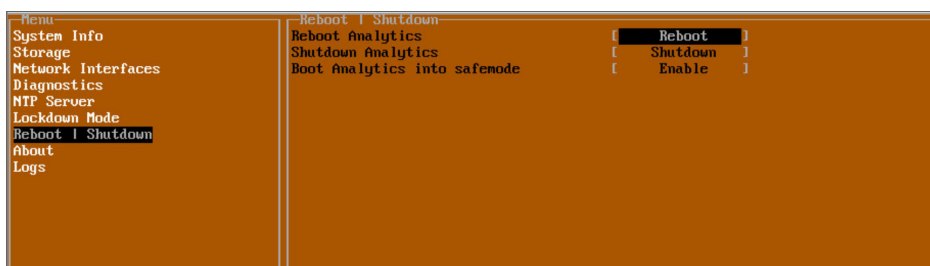 Menu
System Info
Storage
Network Interfaces
Diagnostics
NTP Server
Lockdown Mode
Reboot | Shutdown
About
Logs
Reboot | Shutdown
Reboot Analytics [ Reboot ]
Shutdown Analytics [ Shutdown ]
Boot Analytics into safemode [ Enable ]